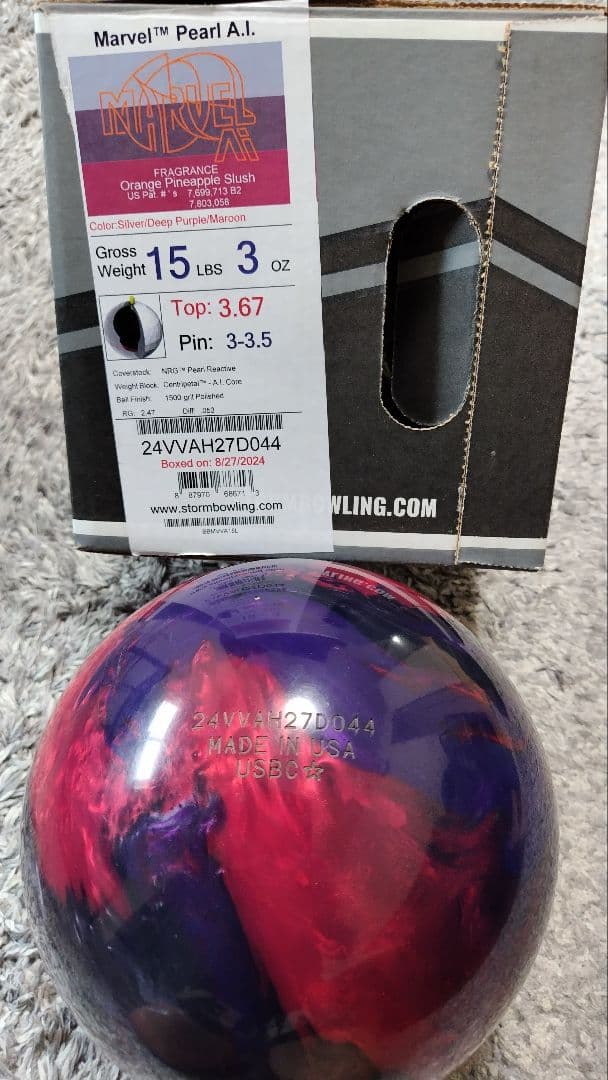 Marvel™ Pearl A.I.
MARVEL
Ai
FRAGRANCE
Orange Pineapple Slush
US Pat. #'s 7,699,713 B2
7,803,058
Color:Silver/Deep Purple/Maroon
Gross
Weight 15 LBS 3 OZ
Top: 3.67
Pin: 3-3.5
Coverstock: NRG™ Pearl Reactive
Weight Block: Centripetal™ - A.I. Core
Ball Finish: 1500 grit Polished
RG: 2.47 Diff: .053
24VVAH27D044
Boxed on: 8/27/2024
8 87970 68671 3
www.stormbowling.com
WLING.COM
24VVAH27D044
MADE IN USA
USBC☆